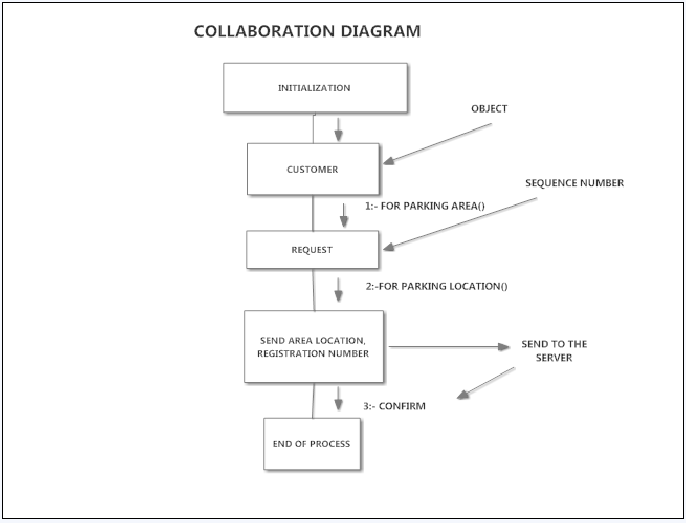 COLLABORATION DIAGRAM
INITIALIZATION
OBJECT
CUSTOMER
SEQUENCE NUMBER
1:- FOR PARKING AREA()
REQUEST
2:-FOR PARKING LOCATION()
SEND AREA LOCATION,
REGISTRATION NUMBER
SEND TO THE
SERVER
3:- CONFIRM
END OF PROCESS